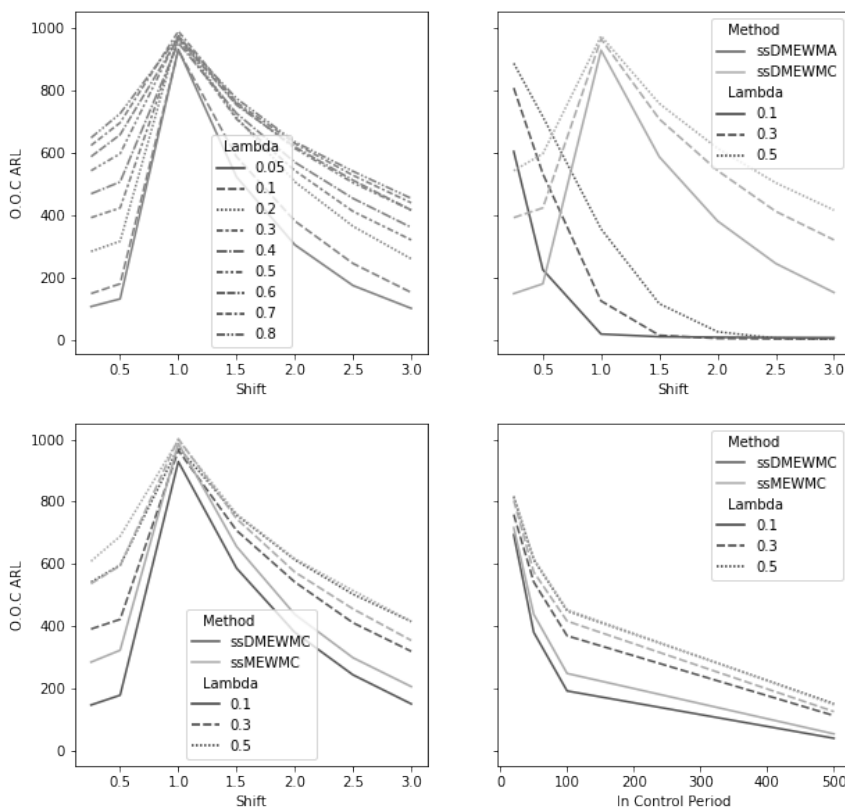 1000
800
600
400
200
0
O.O.C ARL
Lambda
0.05
0.1
0.2
0.3
0.4
0.5
0.6
0.7
0.8
0.5 1.0 1.5 2.0 2.5 3.0
Shift
Method
ssDMEWMA
ssDMEWMC
Lambda
0.1
0.3
0.5
0.5 1.0 1.5 2.0 2.5 3.0
Shift
1000
800
600
400
200
0
O.O.C ARL
Method
ssDMEWMC
ssMEWMC
Lambda
0.1
0.3
0.5
0.5 1.0 1.5 2.0 2.5 3.0
Shift
Method
ssDMEWMC
ssMEWMC
Lambda
0.1
0.3
0.5
0 100 200 300 400 500
In Control Period